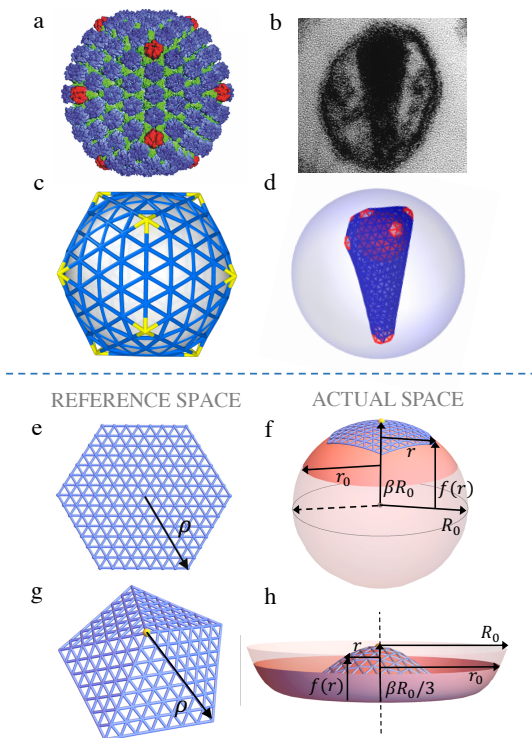 a
b
c
d
REFERENCE SPACE
ACTUAL SPACE
e
f
ρ
r
r₀
βR₀
f(r)
R₀
g
h
ρ
r
R₀
f(r)
βR₀/3
r₀